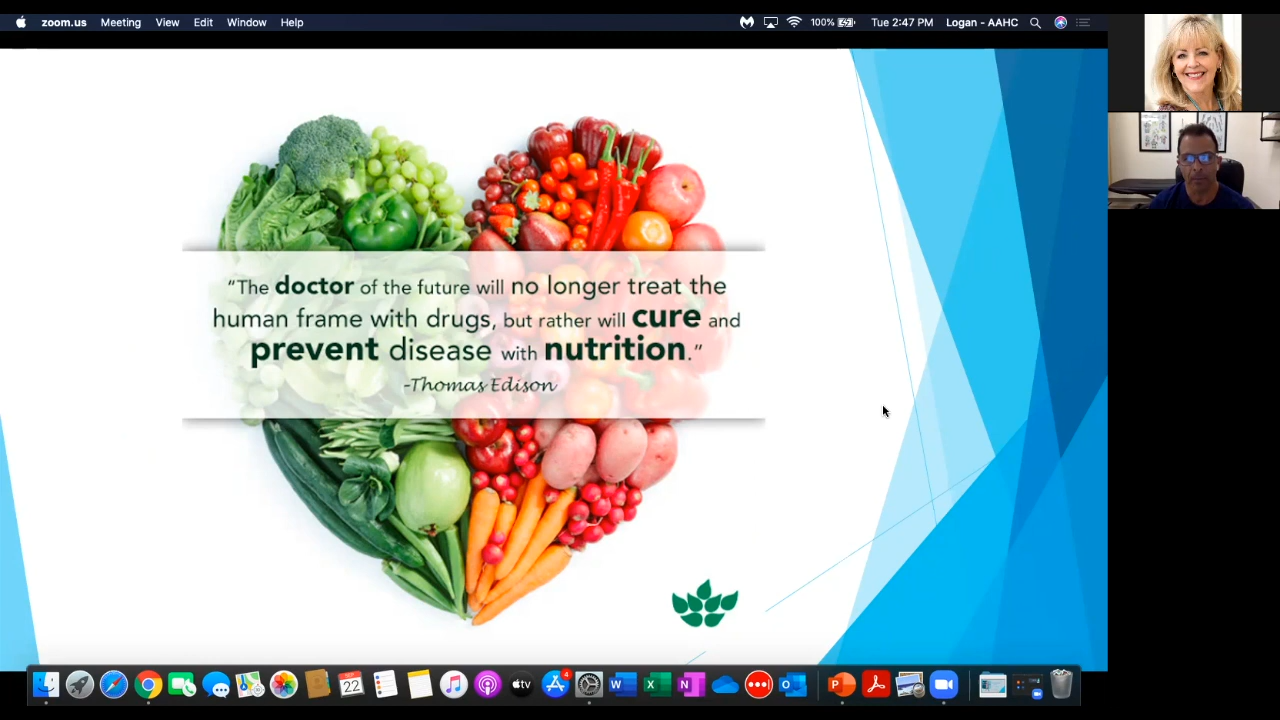 zoom.us Meeting View Edit Window Help 100% Tue 2:47 PM Logan - AAHC
“The doctor of the future will no longer treat the
human frame with drugs, but rather will cure and
prevent disease with nutrition.”
-Thomas Edison
22
tv
4
W
X
N
O
P